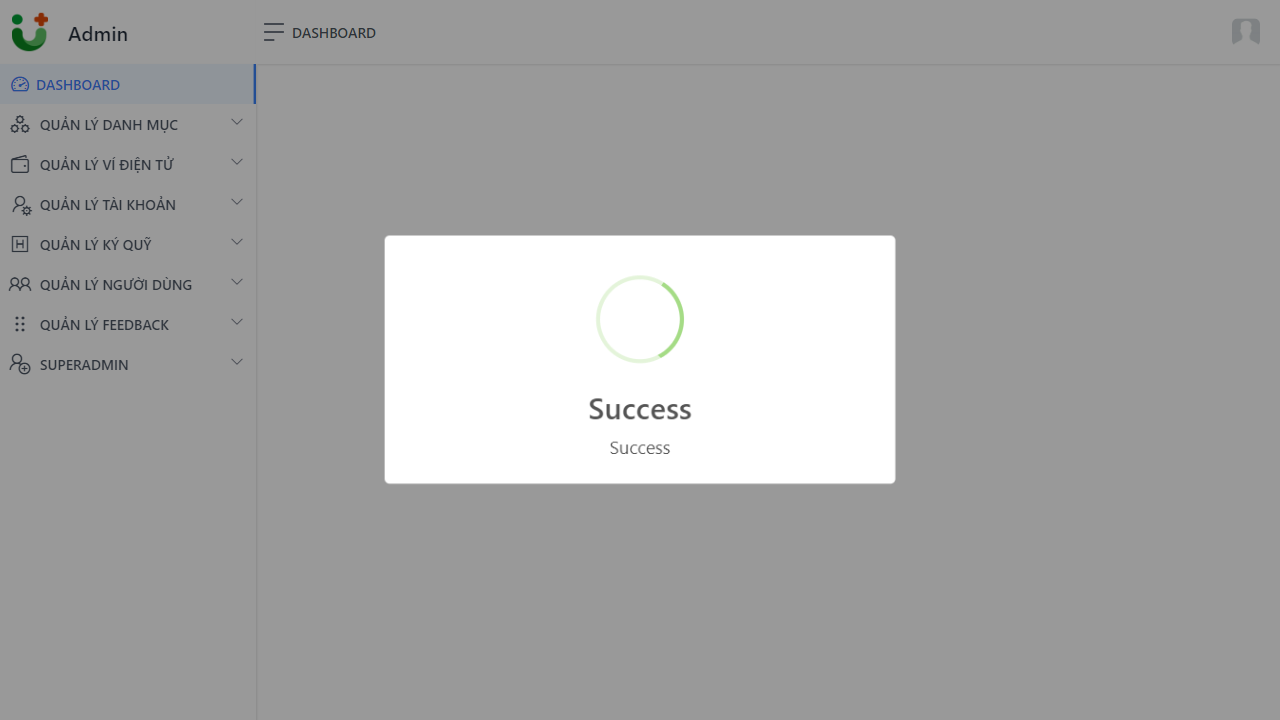 Admin
DASHBOARD
DASHBOARD
QUẢN LÝ DANH MỤC
QUẢN LÝ VÍ ĐIỆN TỬ
QUẢN LÝ TÀI KHOẢN
QUẢN LÝ KÝ QUỸ
QUẢN LÝ NGƯỜI DÙNG
QUẢN LÝ FEEDBACK
SUPERADMIN
Success
Success